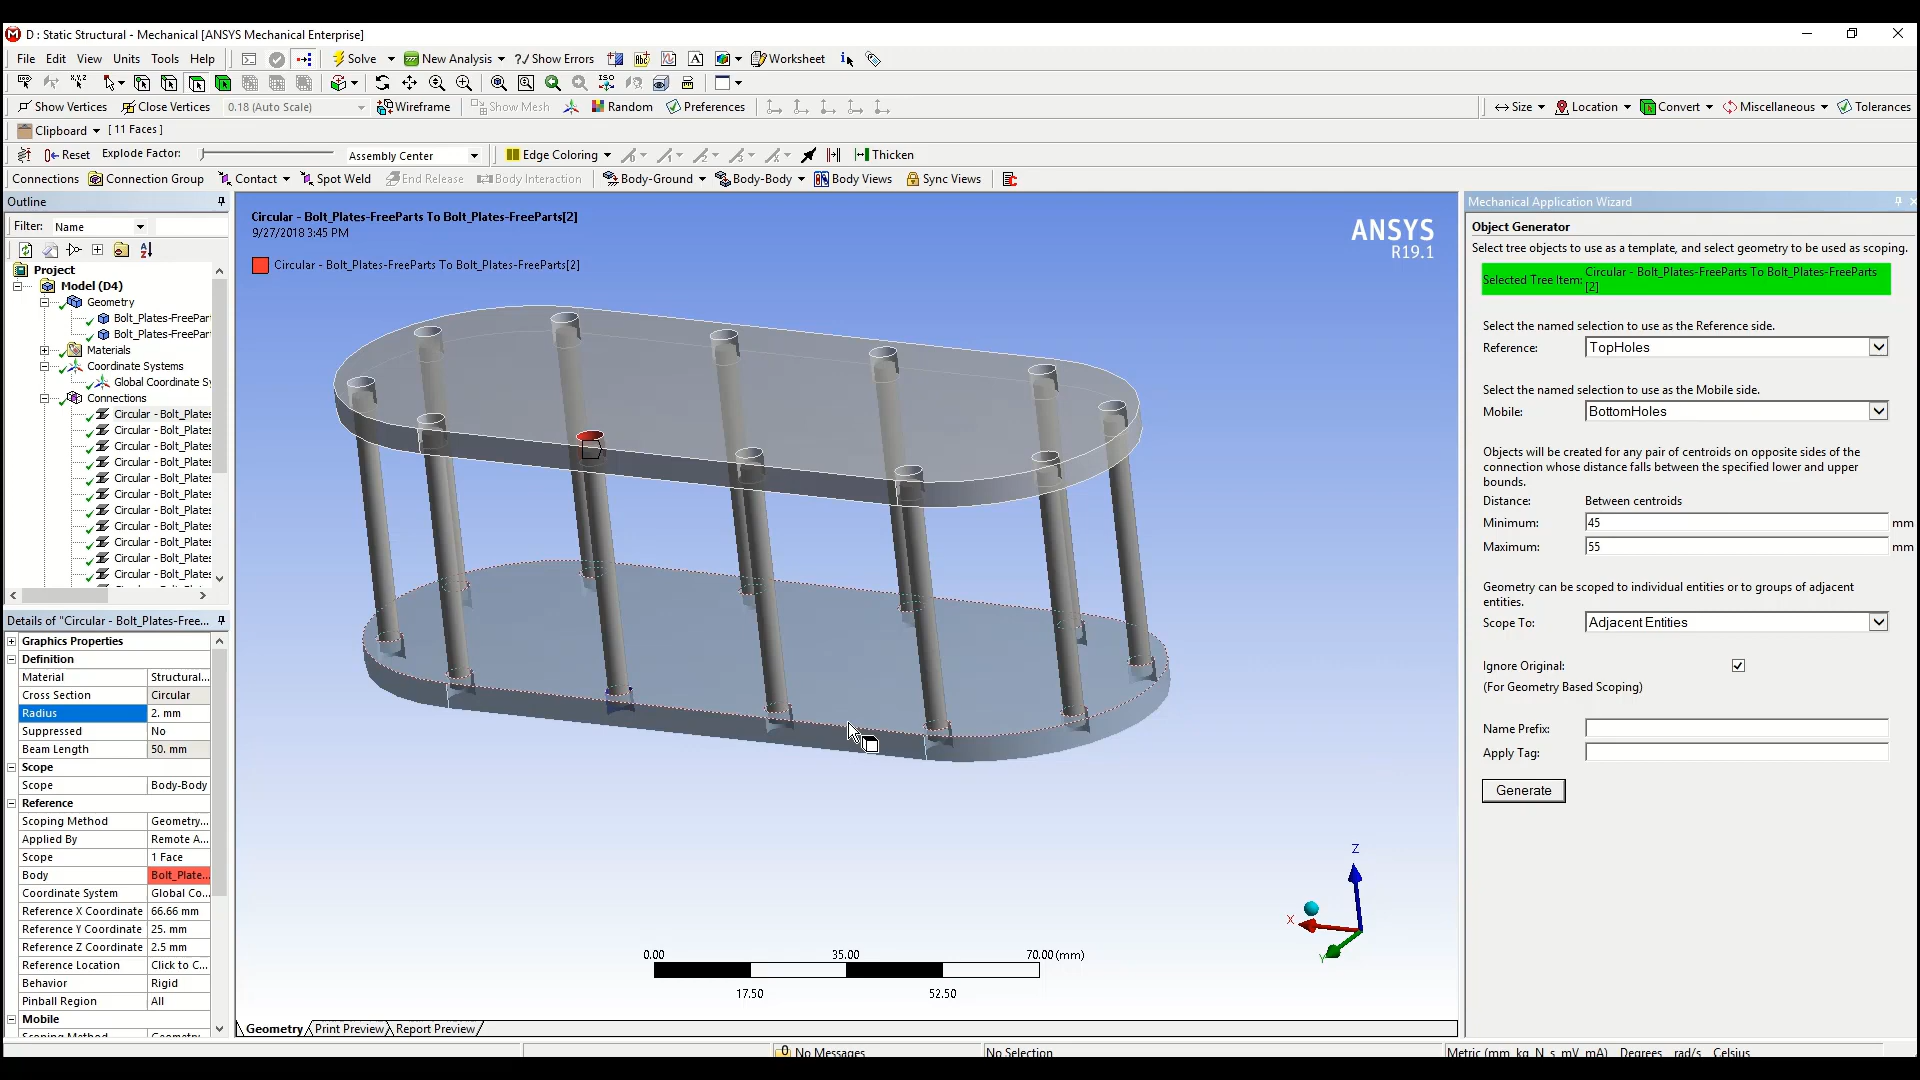 D : Static Structural - Mechanical [ANSYS Mechanical Enterprise]
File Edit View Units Tools Help Solve New Analysis ?/ Show Errors Worksheet
Show Vertices Close Vertices 0.18 (Auto Scale) Wireframe Show Mesh Random Preferences Size Location Convert Miscellaneous Tolerances
Clipboard [ 11 Faces ]
Reset Explode Factor: Assembly Center Edge Coloring Thicken
Connections Connection Group Contact Spot Weld End Release Body Interaction Body-Ground Body-Body Body Views Sync Views
Outline
Filter: Name
Project
Model (D4)
Geometry
Bolt_Plates-FreePar
Bolt_Plates-FreePar
Materials
Coordinate Systems
Global Coordinate Sy
Connections
Circular - Bolt_Plates
Circular - Bolt_Plates
Circular - Bolt_Plates
Circular - Bolt_Plates
Circular - Bolt_Plates
Circular - Bolt_Plates
Circular - Bolt_Plates
Circular - Bolt_Plates
Circular - Bolt_Plates
Circular - Bolt_Plates
Circular - Bolt_Plates
Details of "Circular - Bolt_Plates-Free...
Graphics Properties
Definition
Material Structural...
Cross Section Circular
Radius 2. mm
Suppressed No
Beam Length 50. mm
Scope
Scope Body-Body
Reference
Scoping Method Geometry...
Applied By Remote A...
Scope 1 Face
Body Bolt_Plate...
Coordinate System Global Co...
Reference X Coordinate 66.66 mm
Reference Y Coordinate 25. mm
Reference Z Coordinate 2.5 mm
Reference Location Click to C...
Behavior Rigid
Pinball Region All
Mobile
Scoping Method Geometry
Circular - Bolt_Plates-FreeParts To Bolt_Plates-FreeParts[2]
9/27/2018 3:45 PM
Circular - Bolt_Plates-FreeParts To Bolt_Plates-FreeParts[2]
ANSYS
R19.1
Z
X
Y
0.00 35.00 70.00 (mm)
17.50 52.50
Geometry Print Preview Report Preview
Mechanical Application Wizard
Object Generator
Select tree objects to use as a template, and select geometry to be used as scoping.
Selected Tree Item: Circular - Bolt_Plates-FreeParts To Bolt_Plates-FreeParts
[2]
Select the named selection to use as the Reference side.
Reference: TopHoles
Select the named selection to use as the Mobile side.
Mobile: BottomHoles
Objects will be created for any pair of centroids on opposite sides of the
connection whose distance falls between the specified lower and upper
bounds.
Distance: Between centroids
Minimum: 45 mm
Maximum: 55 mm
Geometry can be scoped to individual entities or to groups of adjacent
entities.
Scope To: Adjacent Entities
Ignore Original:
(For Geometry Based Scoping)
Name Prefix:
Apply Tag:
Generate
0 No Messages No Selection Metric (mm, kg, N, s, mV, mA) Degrees rad/s Celsius